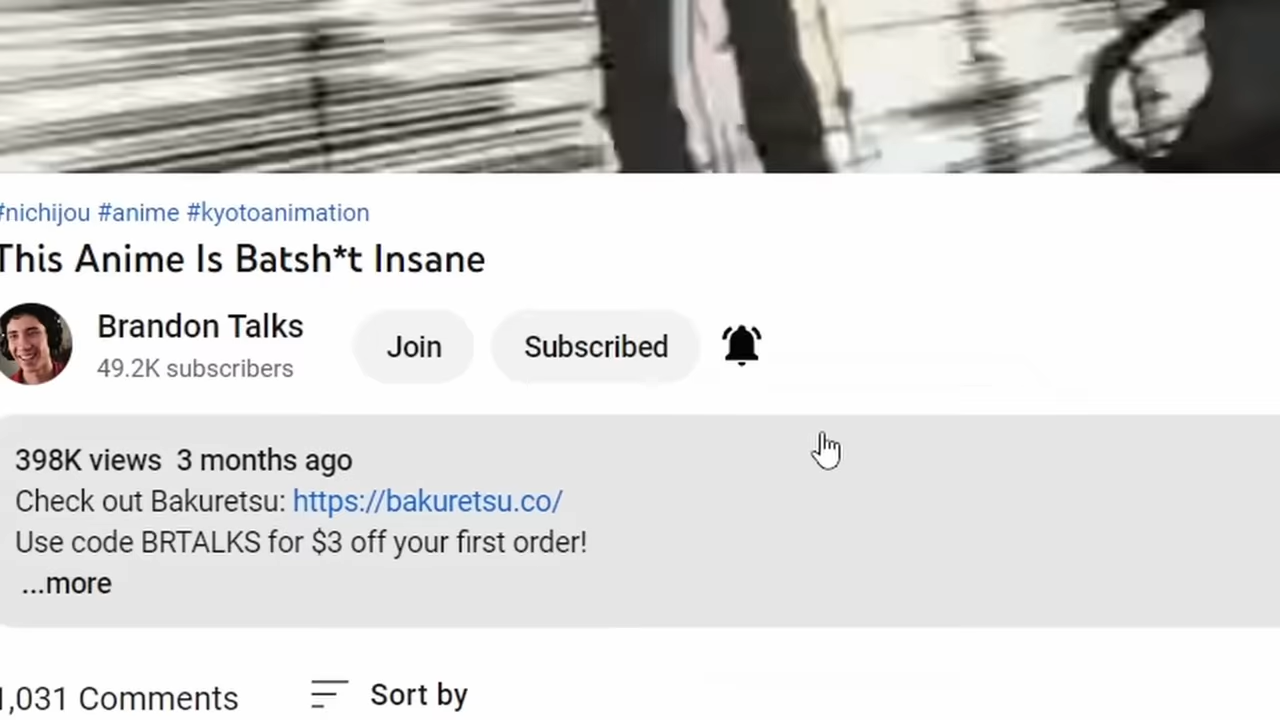 #nichijou #anime #kyotoanimation
This Anime Is Batsh*t Insane
Brandon Talks
49.2K subscribers
Join
Subscribed
398K views 3 months ago
Check out Bakuretsu: https://bakuretsu.co/
Use code BRTALKS for $3 off your first order!
...more
1,031 Comments
Sort by